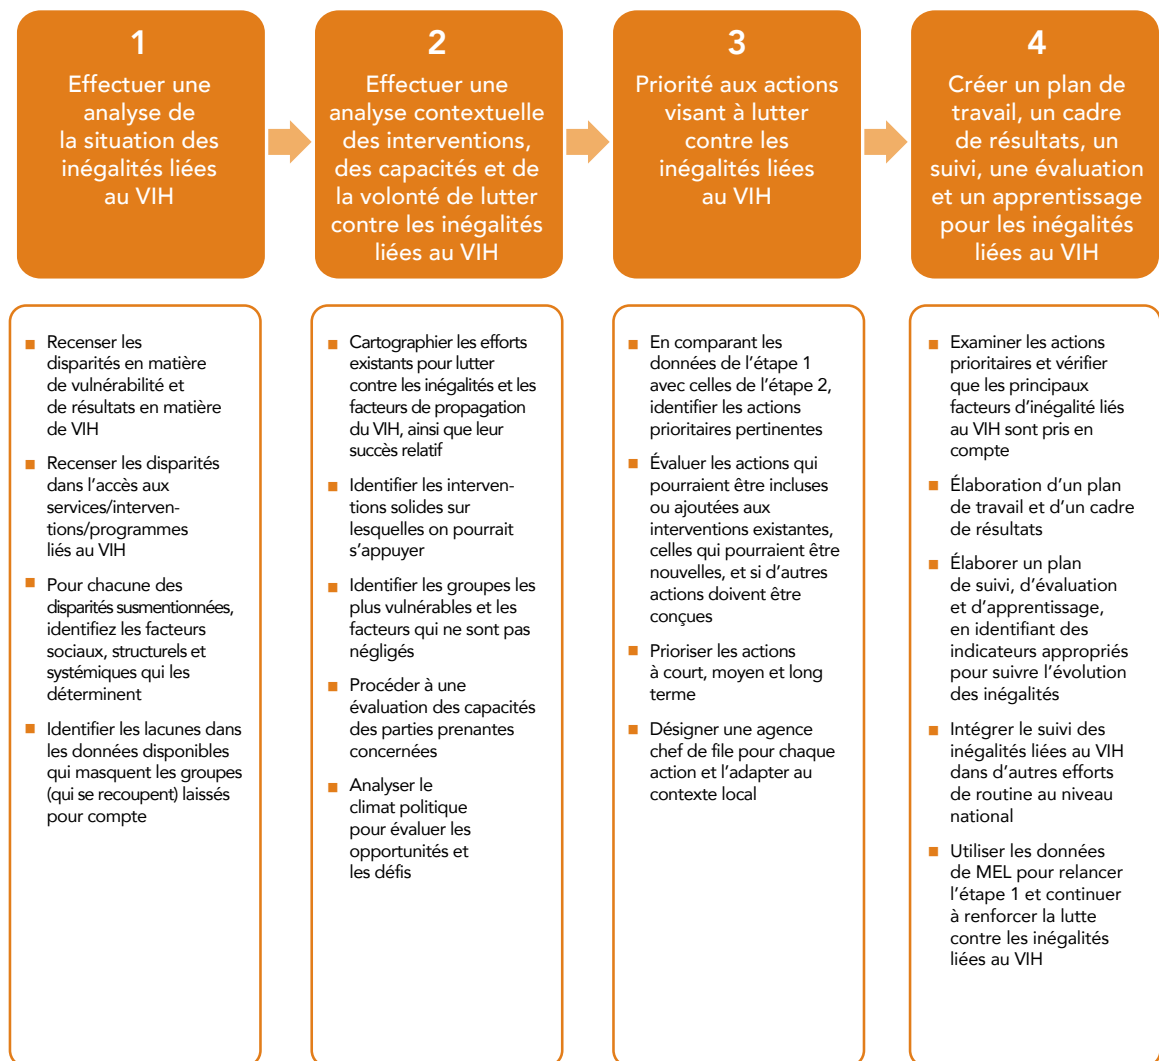 1
Effectuer une
analyse de
la situation des
inégalités liées
au VIH
2
Effectuer une
analyse contextuelle
des interventions,
des capacités et de
la volonté de lutter
contre les inégalités
liées au VIH
3
Priorité aux actions
visant à lutter
contre les
inégalités liées
au VIH
4
Créer un plan de
travail, un cadre
de résultats, un
suivi, une évaluation
et un apprentissage
pour les inégalités
liées au VIH
Recenser les
disparités en matière
de vulnérabilité et
de résultats en matière
de VIH
Recenser les disparités
dans l'accès aux
services/interven-
tions/programmes
liés au VIH
Pour chacune des
disparités susmentionnées,
identifiez les facteurs
sociaux, structurels et
systémiques qui les
déterminent
Identifier les lacunes dans
les données disponibles
qui masquent les groupes
(qui se recoupent) laissés
pour compte
Cartographier les efforts
existants pour lutter
contre les inégalités et les
facteurs de propagation
du VIH, ainsi que leur
succès relatif
Identifier les interven-
tions solides sur
lesquelles on pourrait
s'appuyer
Identifier les groupes les
plus vulnérables et les
facteurs qui ne sont pas
négligés
Procéder à une
évaluation des capacités
des parties prenantes
concernées
Analyser le
climat politique
pour évaluer les
opportunités et
les défis
En comparant les
données de l'étape 1
avec celles de l'étape 2,
identifier les actions
prioritaires pertinentes
Évaluer les actions qui
pourraient être incluses
ou ajoutées aux
interventions existantes,
celles qui pourraient être
nouvelles, et si d'autres
actions doivent être
conçues
Prioriser les actions
à court, moyen et long
terme
Désigner une agence
chef de file pour chaque
action et l'adapter au
contexte local
Examiner les actions
prioritaires et vérifier
que les principaux
facteurs d'inégalité liés
au VIH sont pris en
compte
Élaboration d'un plan
de travail et d'un cadre
de résultats
Élaborer un plan
de suivi, d'évaluation
et d'apprentissage,
en identifiant des
indicateurs appropriés
pour suivre l'évolution
des inégalités
Intégrer le suivi des
inégalités liées au VIH
dans d'autres efforts
de routine au niveau
national
Utiliser les données
de MEL pour relancer
l'étape 1 et continuer
à renforcer la lutte
contre les inégalités
liées au VIH